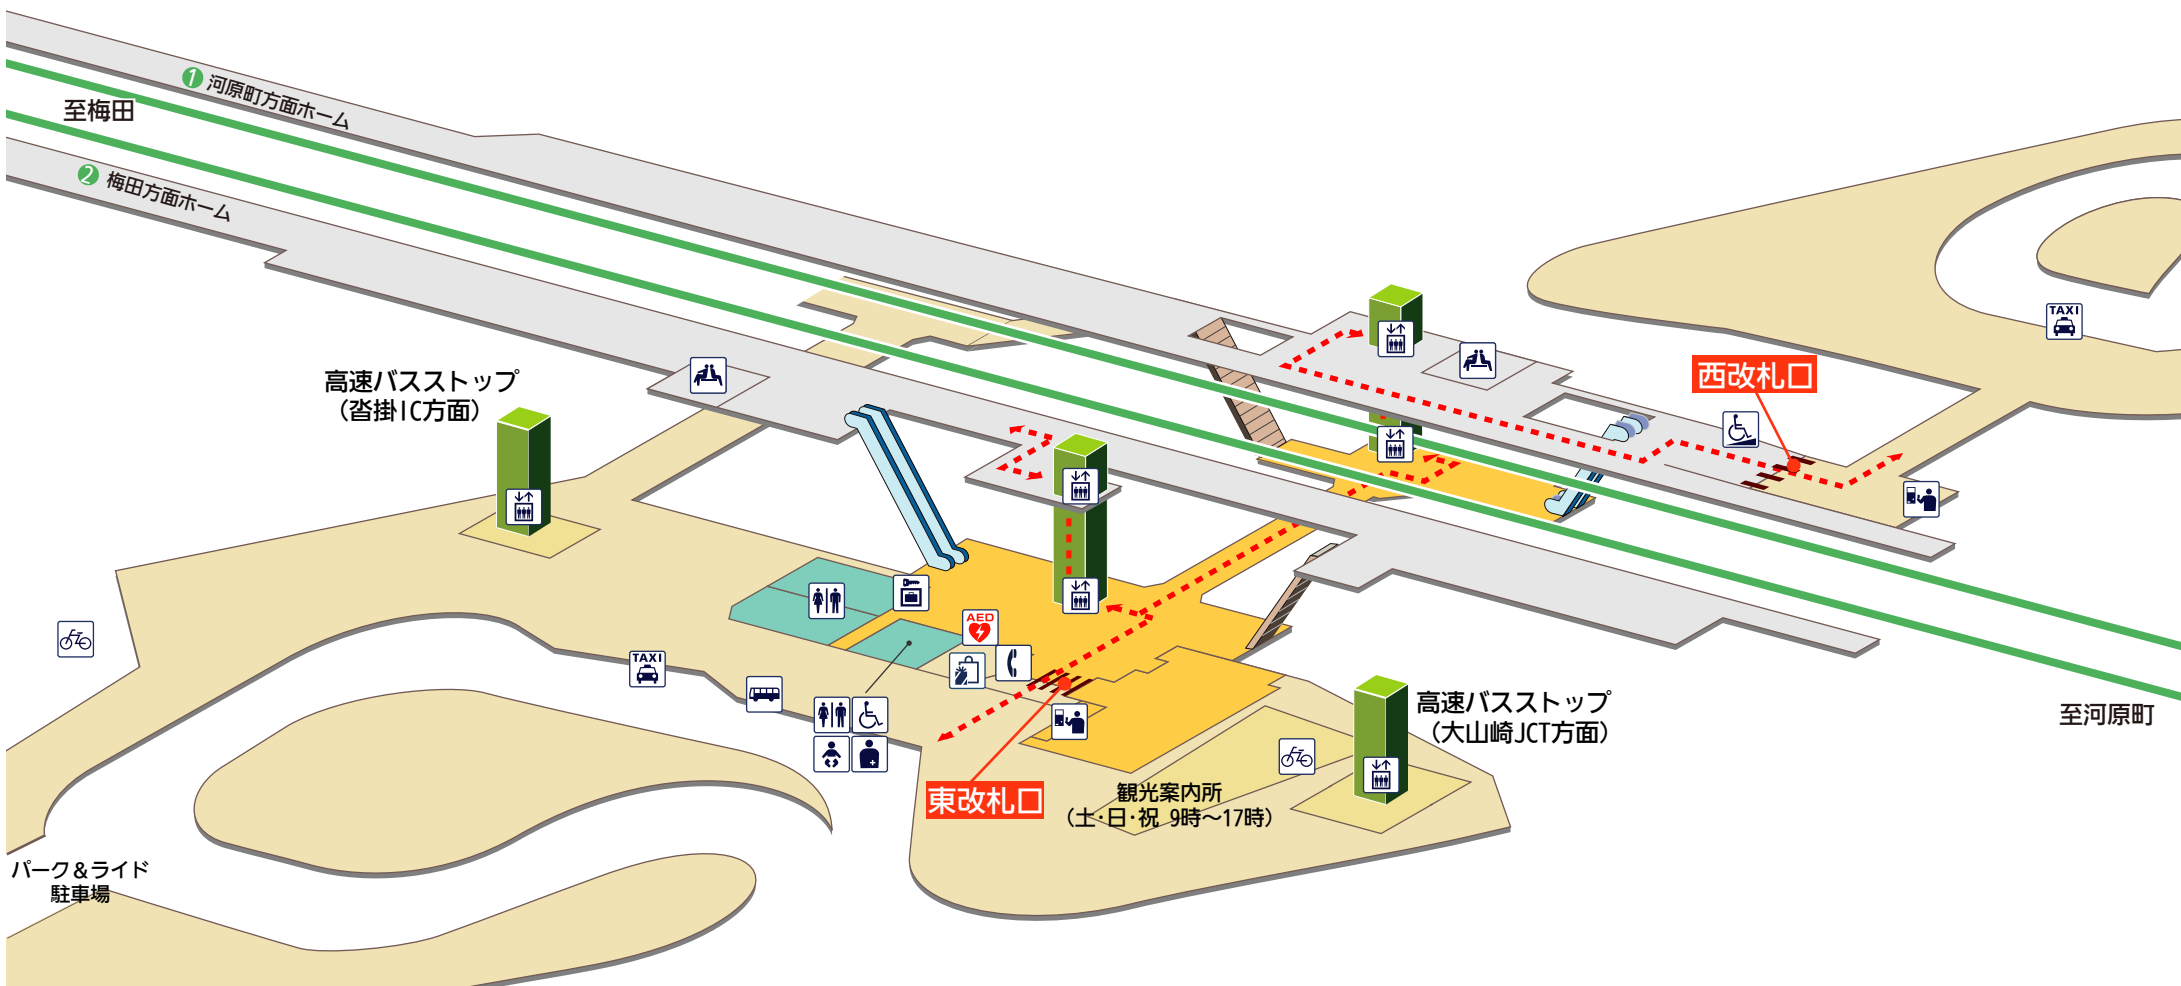 ❶ 河原町方面ホーム
至梅田
❷ 梅田方面ホーム
高速バスストップ
（沓掛IC方面）
西改札口
TAXI
AED
TAXI
高速バスストップ
（大山崎JCT方面）
至河原町
東改札口
観光案内所
（土・日・祝 9時～17時）
パーク＆ライド
駐車場